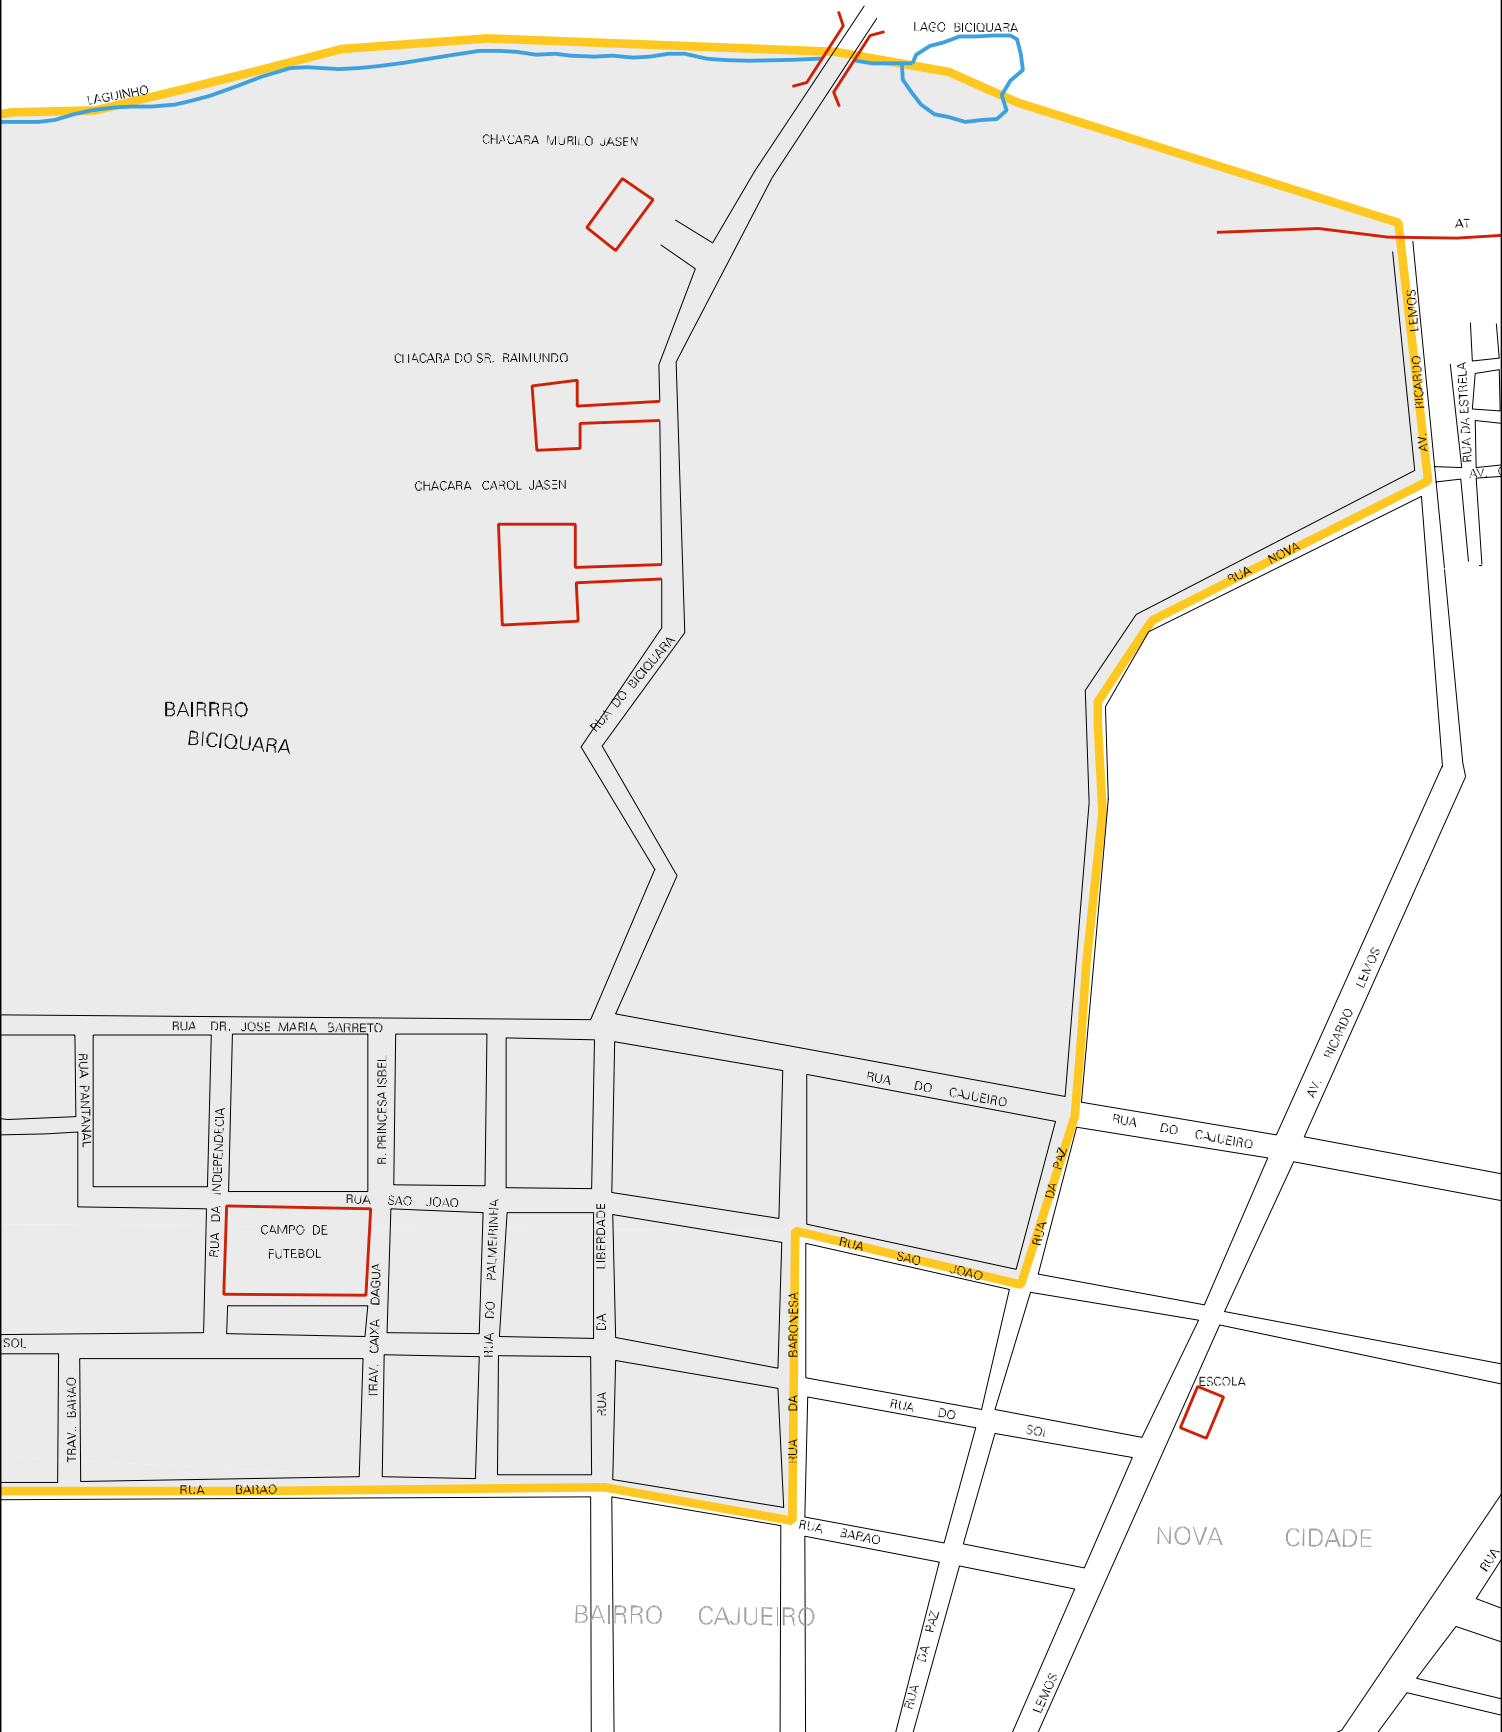 LAGO BICIQUARA
LAGUINHO
CHACARA MURILO JASEN
AT
AV. RICARDO LEMOS
CHACARA DO SR. RAIMUNDO
RUA DA ESTRELA
AV.
CHACARA CAROL JASEN
RUA NOVA
RUA DO BICIQUARA
BAIRRRO
BICIQUARA
AV. RICARDO LEMOS
RUA DR. JOSE MARIA BARRETO
RUA PANTANAL
R. PRINCESA ISBEL
RUA DO CAJUEIRO
RUA DO CAJUEIRO
RUA DA INDEPENDECIA
RUA SAO JOAO
RUA DA PAZ
CAMPO DE
FUTEBOL
RUA DO PALMEIRINHA
RUA DA LIBERDADE
RUA SAO JOAO
TRAV. CAIXA DAGUA
RUA DA BARONESA
SOL
TRAV. BARAO
ESCOLA
RUA DO SOL
RUA BARAO
RUA BARAO
NOVA CIDADE
RUA
BAIRRO CAJUEIRO
RUA DA PAZ
LEMOS